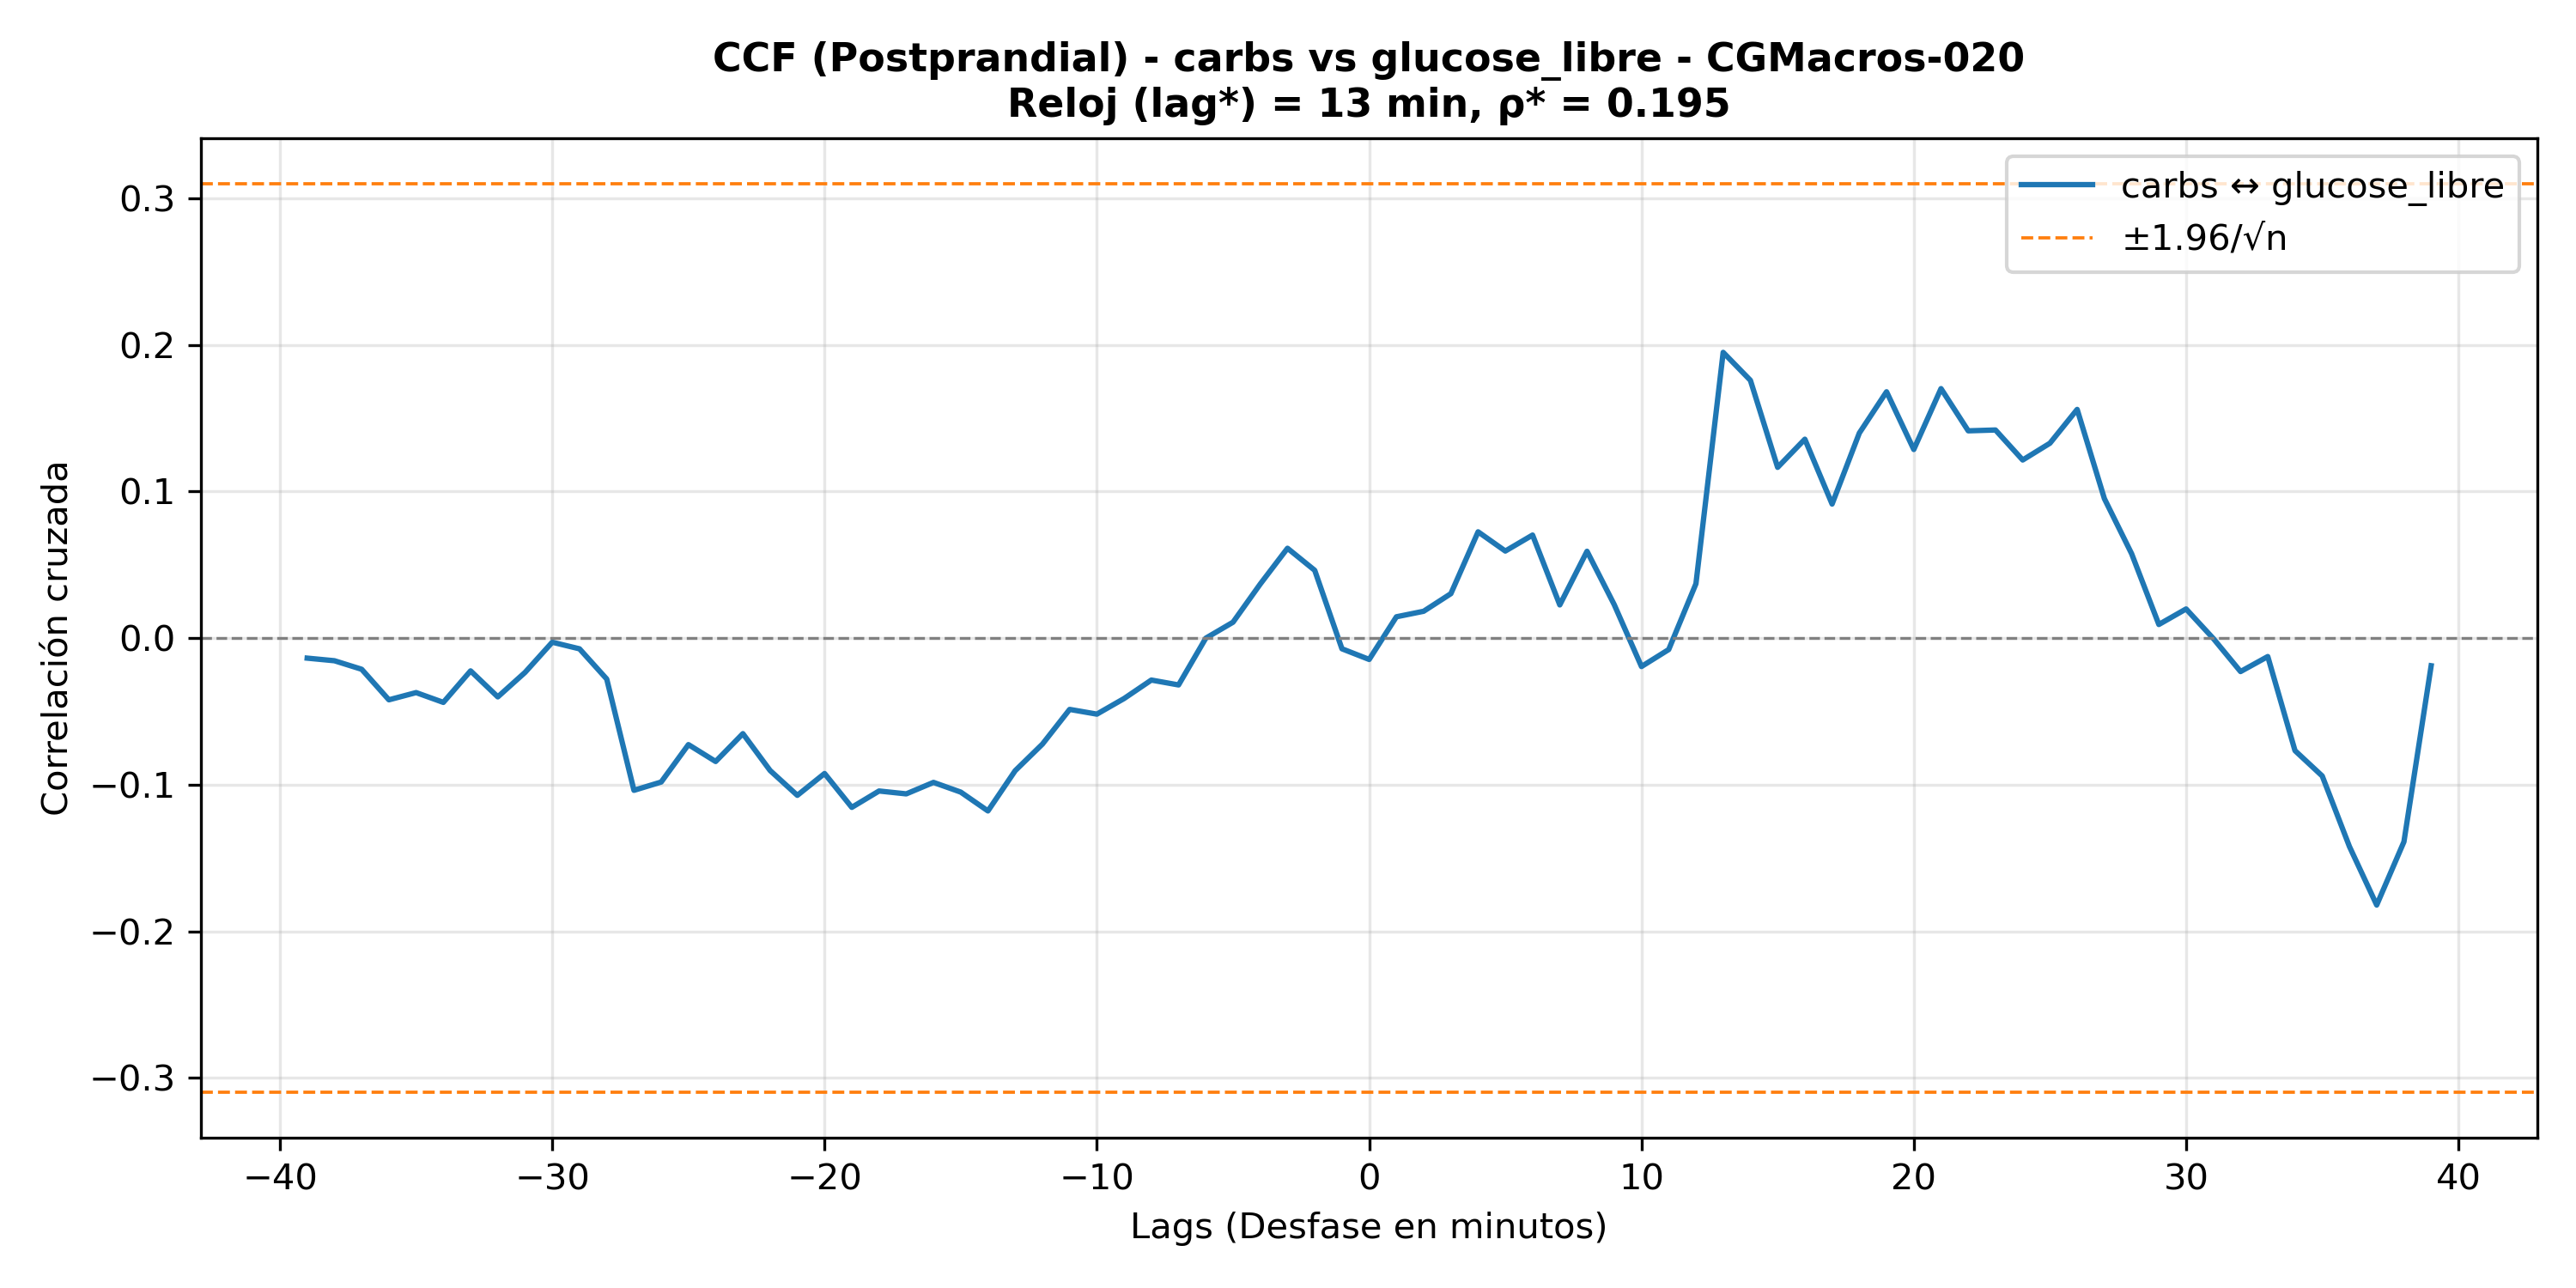 CCF (Postprandial) - carbs vs glucose_libre - CGMacros-020
Reloj (lag*) = 13 min, ρ* = 0.195
carbs ↔ glucose_libre
±1.96/√n
Correlación cruzada
0.3
0.2
0.1
0.0
−0.1
−0.2
−0.3
−40 −30 −20 −10 0 10 20 30 40
Lags (Desfase en minutos)